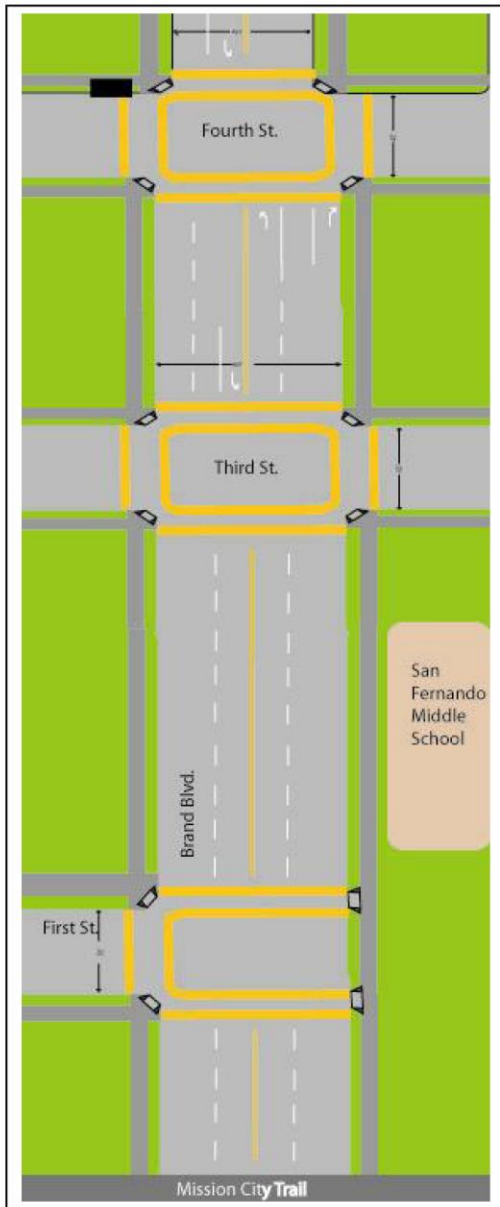 Fourth St.
Third St.
San
Fernando
Middle
School
Brand Blvd.
First St.
Mission City Trail